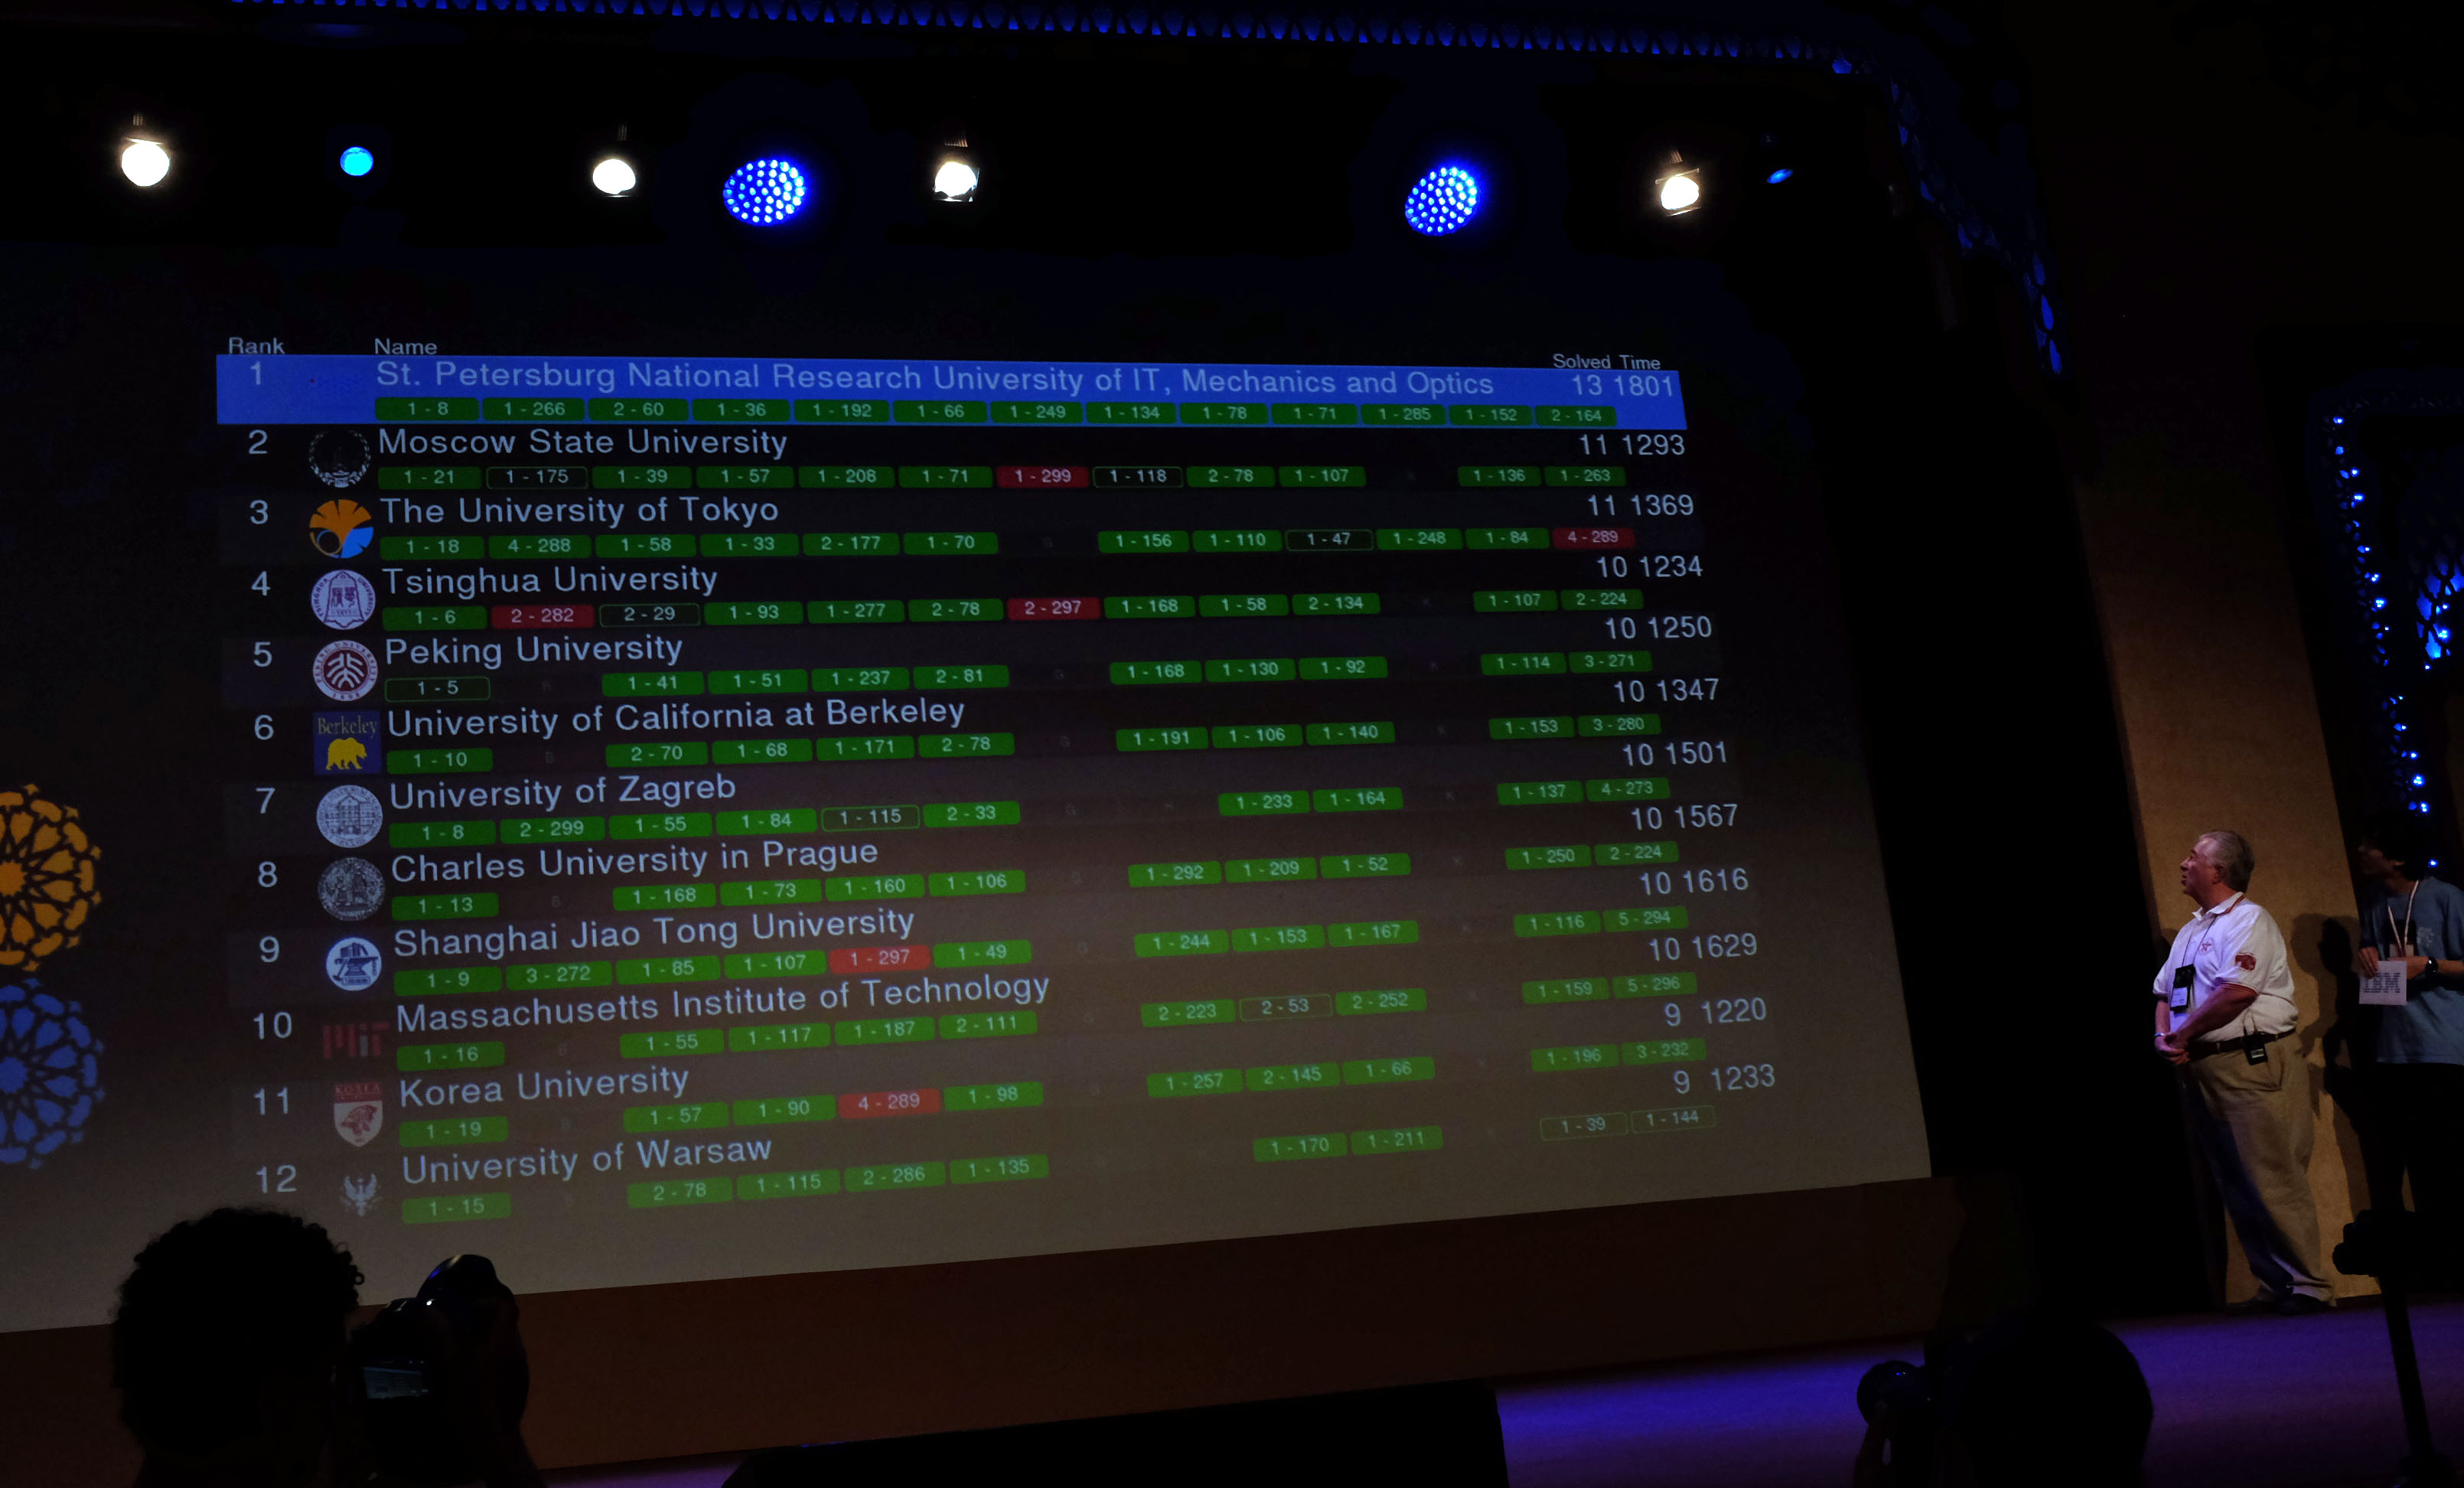 Rank Name Solved Time
1 St. Petersburg National Research University of IT, Mechanics and Optics 13 1801
1 - 8 1 - 266 2 - 60 1 - 36 1 - 192 1 - 66 1 - 249 1 - 134 1 - 78 1 - 71 1 - 285 1 - 152 2 - 164
2 Moscow State University 11 1293
1 - 21 1 - 175 1 - 39 1 - 57 1 - 208 1 - 71 1 - 299 1 - 118 2 - 78 1 - 107 1 - 136 1 - 263
3 The University of Tokyo 11 1369
1 - 18 4 - 288 1 - 58 1 - 33 2 - 177 1 - 70 1 - 156 1 - 110 1 - 47 1 - 248 1 - 84 4 - 289
4 Tsinghua University 10 1234
1 - 6 2 - 282 2 - 29 1 - 93 1 - 277 2 - 78 2 - 297 1 - 168 1 - 58 2 - 134 1 - 107 2 - 224
5 Peking University 10 1250
1 - 5 1 - 41 1 - 51 1 - 237 2 - 81 1 - 168 1 - 130 1 - 92 1 - 114 3 - 271
Berkeley
6 University of California at Berkeley 10 1347
1 - 10 2 - 70 1 - 68 1 - 171 2 - 78 1 - 191 1 - 106 1 - 140 1 - 153 3 - 280
7 University of Zagreb 10 1501
1 - 8 2 - 299 1 - 55 1 - 84 1 - 115 2 - 33 1 - 233 1 - 164 1 - 137 4 - 273
8 Charles University in Prague 10 1567
1 - 13 1 - 168 1 - 73 1 - 160 1 - 106 1 - 292 1 - 209 1 - 52 1 - 250 2 - 224
9 Shanghai Jiao Tong University 10 1616
1 - 9 3 - 272 1 - 85 1 - 107 1 - 297 1 - 49 1 - 244 1 - 153 1 - 167 1 - 116 5 - 294
10 Massachusetts Institute of Technology 10 1629
MIT
1 - 16 1 - 55 1 - 117 1 - 187 2 - 111 2 - 223 2 - 53 2 - 252 1 - 159 5 - 296
KOREA
11 Korea University 9 1220
1 - 19 1 - 57 1 - 90 4 - 289 1 - 98 1 - 257 2 - 145 1 - 66 1 - 196 3 - 232
12 University of Warsaw 9 1233
1 - 15 2 - 78 1 - 115 2 - 286 1 - 135 1 - 170 1 - 211 1 - 39 1 - 144
IBM